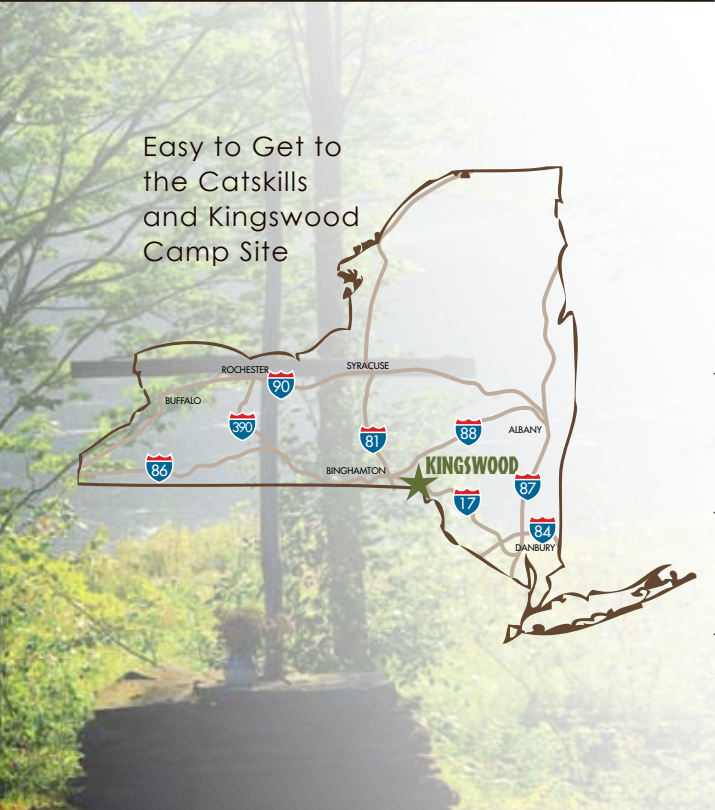 Easy to Get to
the Catskills
and Kingswood
Camp Site
ROCHESTER
SYRACUSE
90
BUFFALO
390
81
88
ALBANY
86
BINGHAMTON
KINGSWOOD
87
17
84
DANBURY